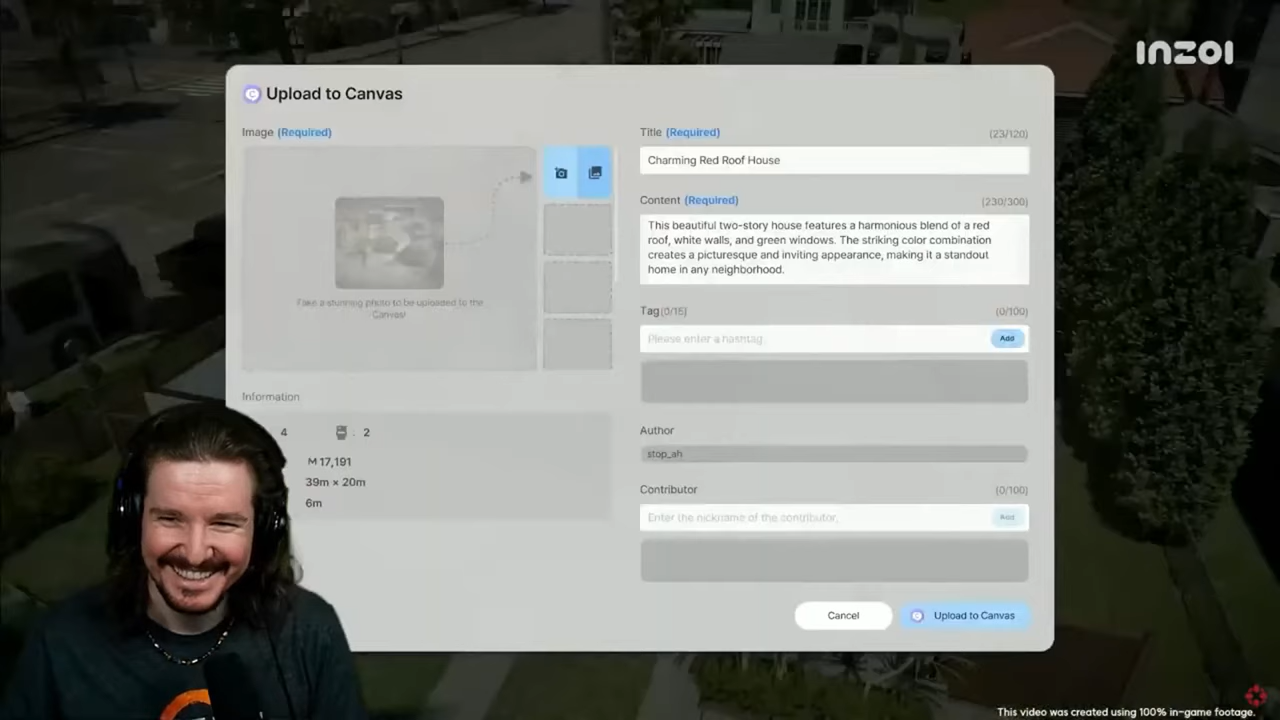 INZOI
Upload to Canvas
Image (Required)
Take a stunning photo to be uploaded to the
Canvas!
Information
4 . 2
M 17,191
39m × 20m
6m
Title (Required) (23/120)
Charming Red Roof House
Content (Required) (230/300)
This beautiful two-story house features a harmonious blend of a red
roof, white walls, and green windows. The striking color combination
creates a picturesque and inviting appearance, making it a standout
home in any neighborhood.
Tag(0/15) (0/100)
Please enter a hashtag. Add
Author
stop_ah
Contributor (0/100)
Enter the nickname of the contributor. Add
Cancel Upload to Canvas
This video was created using 100% in-game footage.